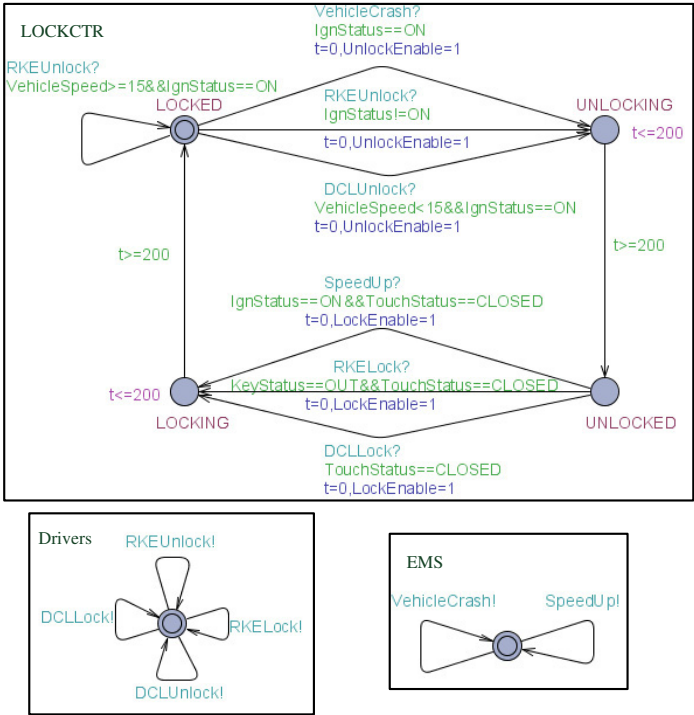 LOCKCTR
VehicleCrash?
IgnStatus==ON
t=0,UnlockEnable=1
RKEUnlock?
VehicleSpeed>=15&&IgnStatus==ON
LOCKED
RKEUnlock?
IgnStatus!=ON
t=0,UnlockEnable=1
UNLOCKING
t<=200
DCLUnlock?
VehicleSpeed<15&&IgnStatus==ON
t=0,UnlockEnable=1
t>=200
t>=200
SpeedUp?
IgnStatus==ON&&TouchStatus==CLOSED
t=0,LockEnable=1
RKELock?
KeyStatus==OUT&&TouchStatus==CLOSED
t=0,LockEnable=1
t<=200
LOCKING
UNLOCKED
DCLLock?
TouchStatus==CLOSED
t=0,LockEnable=1
Drivers
RKEUnlock!
DCLLock!
RKELock!
DCLUnlock!
EMS
VehicleCrash!
SpeedUp!